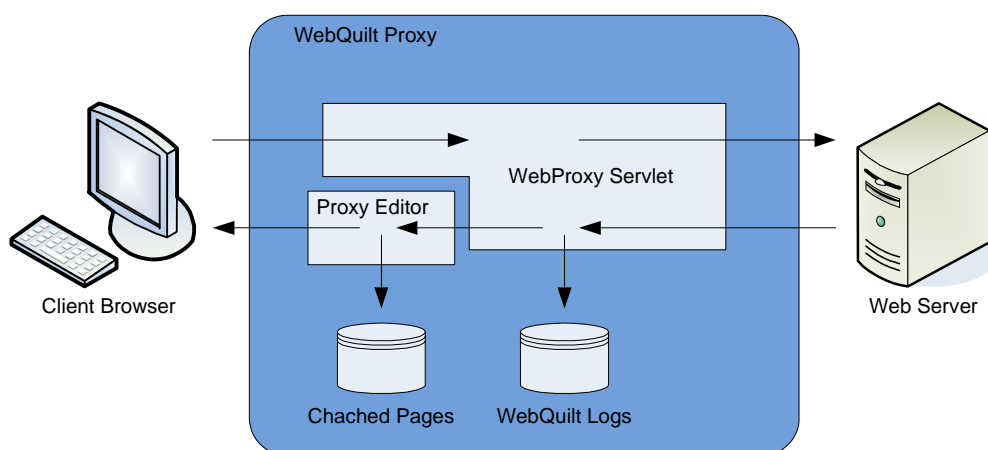 WebQuilt Proxy
WebProxy Servlet
Proxy Editor
Client Browser
Web Server
Chached Pages
WebQuilt Logs